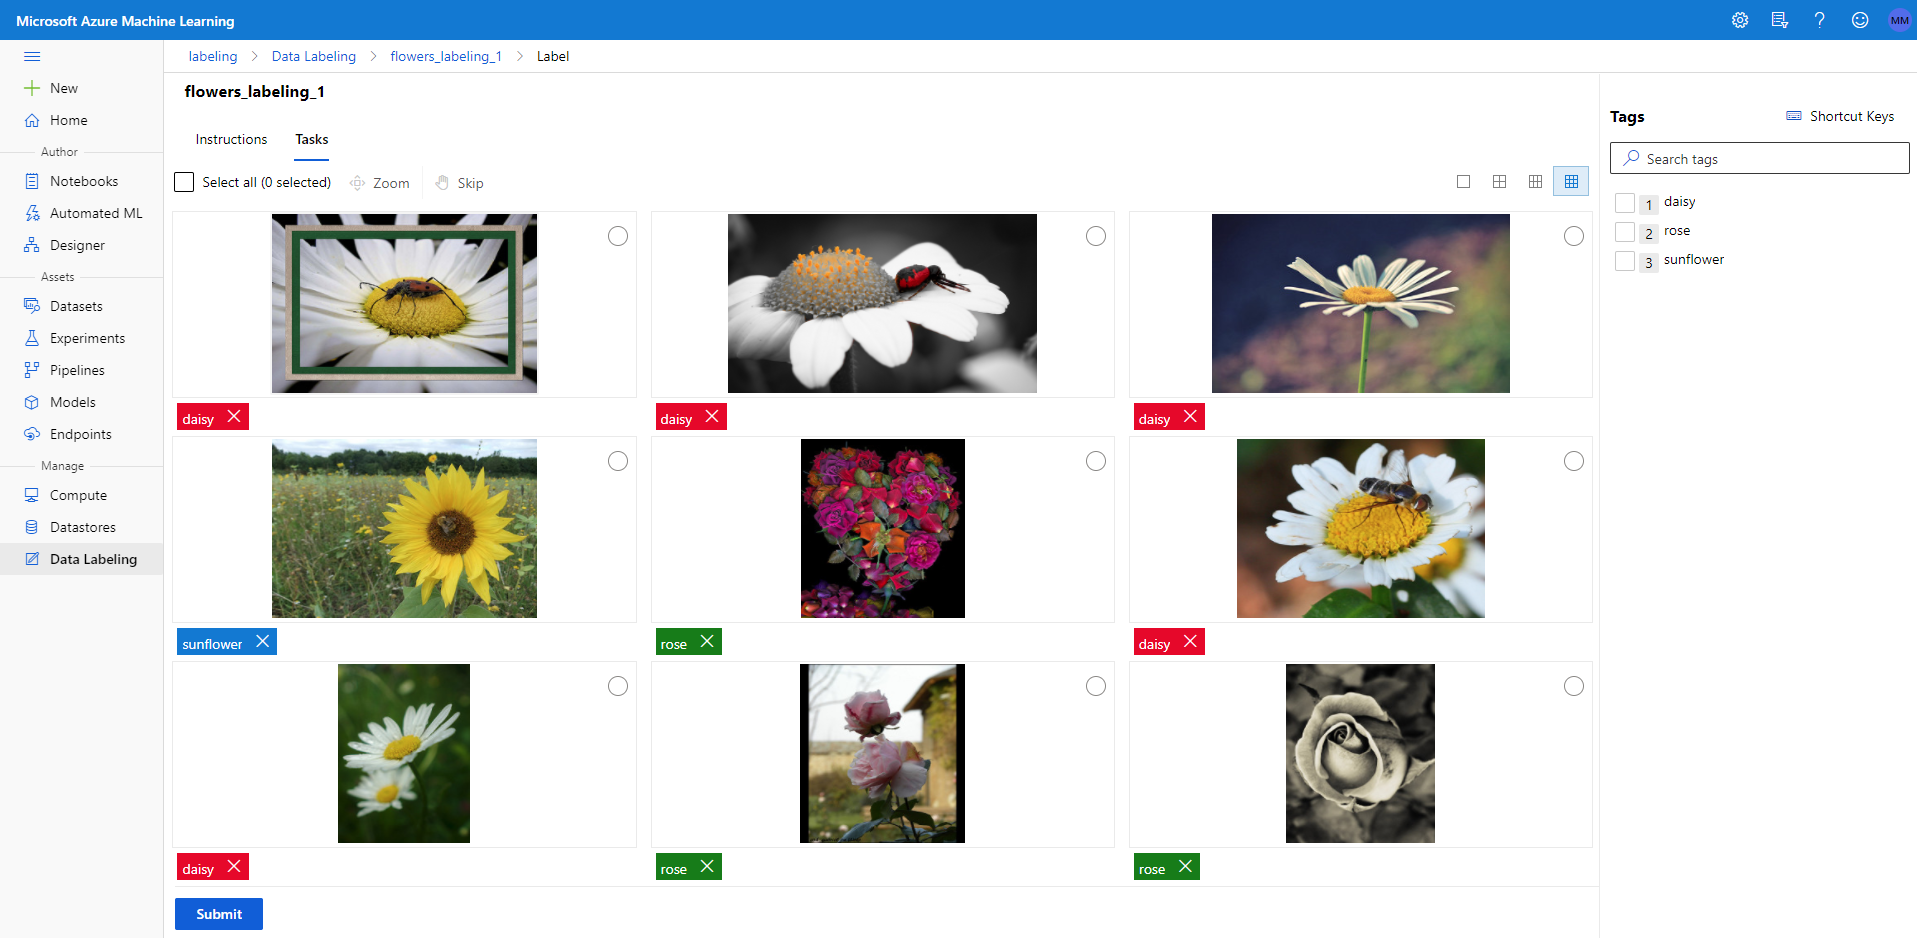 Microsoft Azure Machine Learning
MM
labeling > Data Labeling > flowers_labeling_1 > Label
New
Home
Author
Notebooks
Automated ML
Designer
Assets
Datasets
Experiments
Pipelines
Models
Endpoints
Manage
Compute
Datastores
Data Labeling
flowers_labeling_1
Instructions Tasks
Select all (0 selected) Zoom Skip
daisy daisy daisy
sunflower rose daisy
daisy rose rose
Submit
Tags Shortcut Keys
Search tags
1 daisy
2 rose
3 sunflower